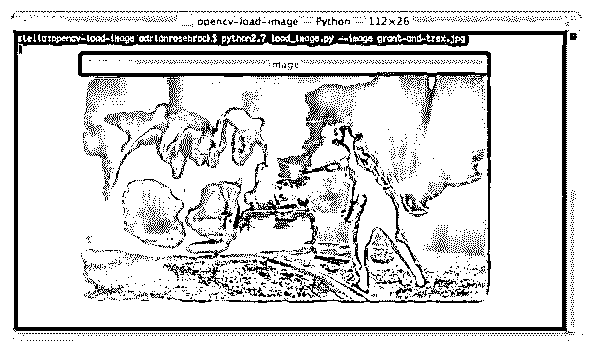 opencv-load-image — Python — 112×26
stella:opencv-load-image adrianrosebrock$ python2.7 load_image.py --image grant-and-trex.jpg
image